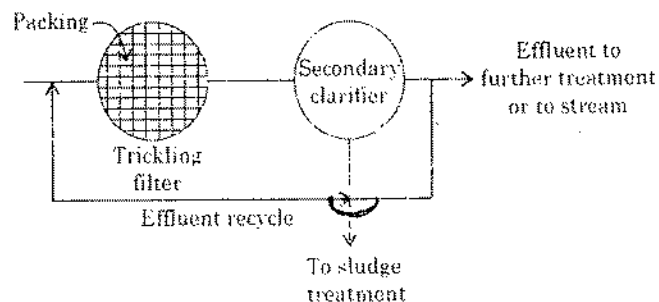 Packing
Secondary
clarifier
Effluent to
further treatment
or to stream
Trickling
filter
Effluent recycle
To sludge
treatment